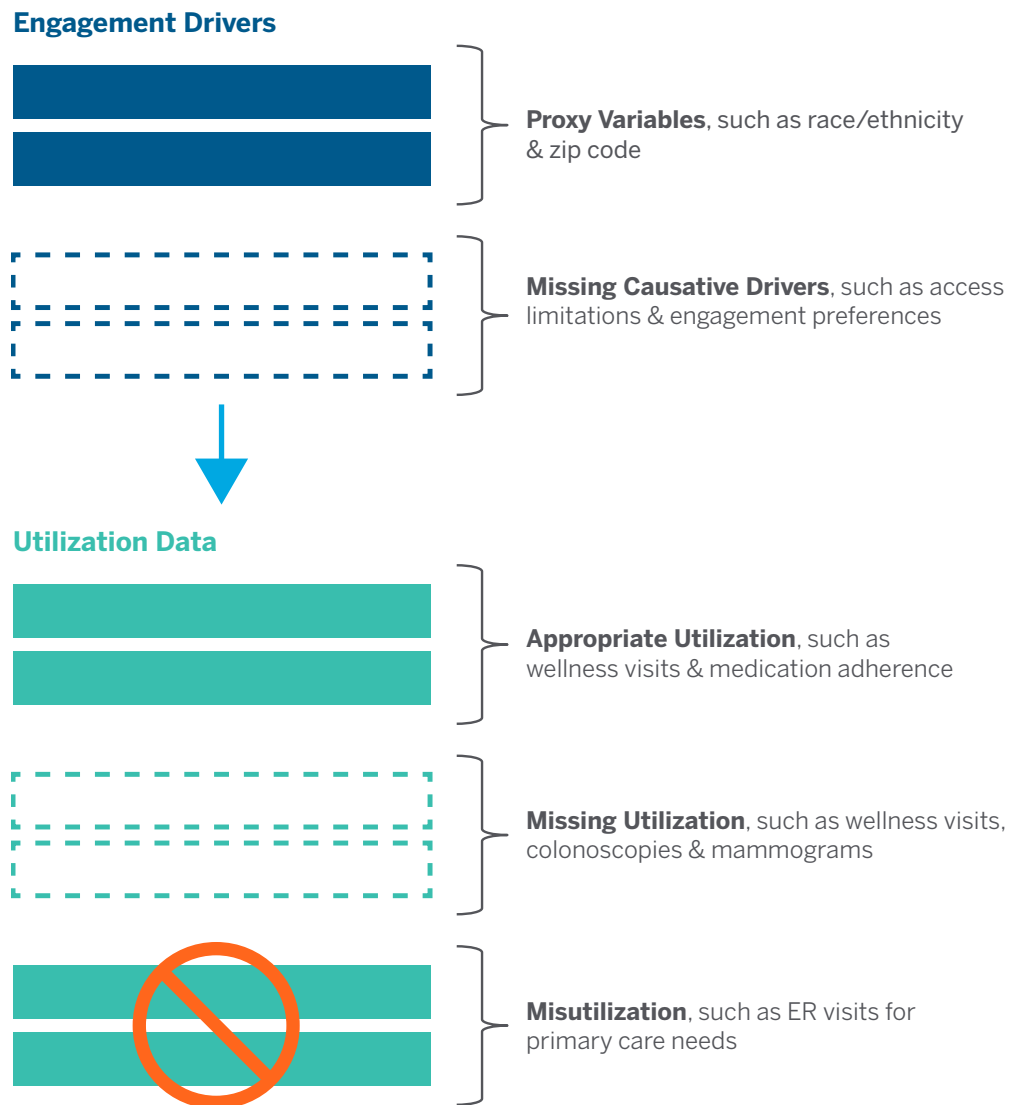 Engagement Drivers
Proxy Variables, such as race/ethnicity
& zip code
Missing Causative Drivers, such as access
limitations & engagement preferences
Utilization Data
Appropriate Utilization, such as
wellness visits & medication adherence
Missing Utilization, such as wellness visits,
colonoscopies & mammograms
Misutilization, such as ER visits for
primary care needs